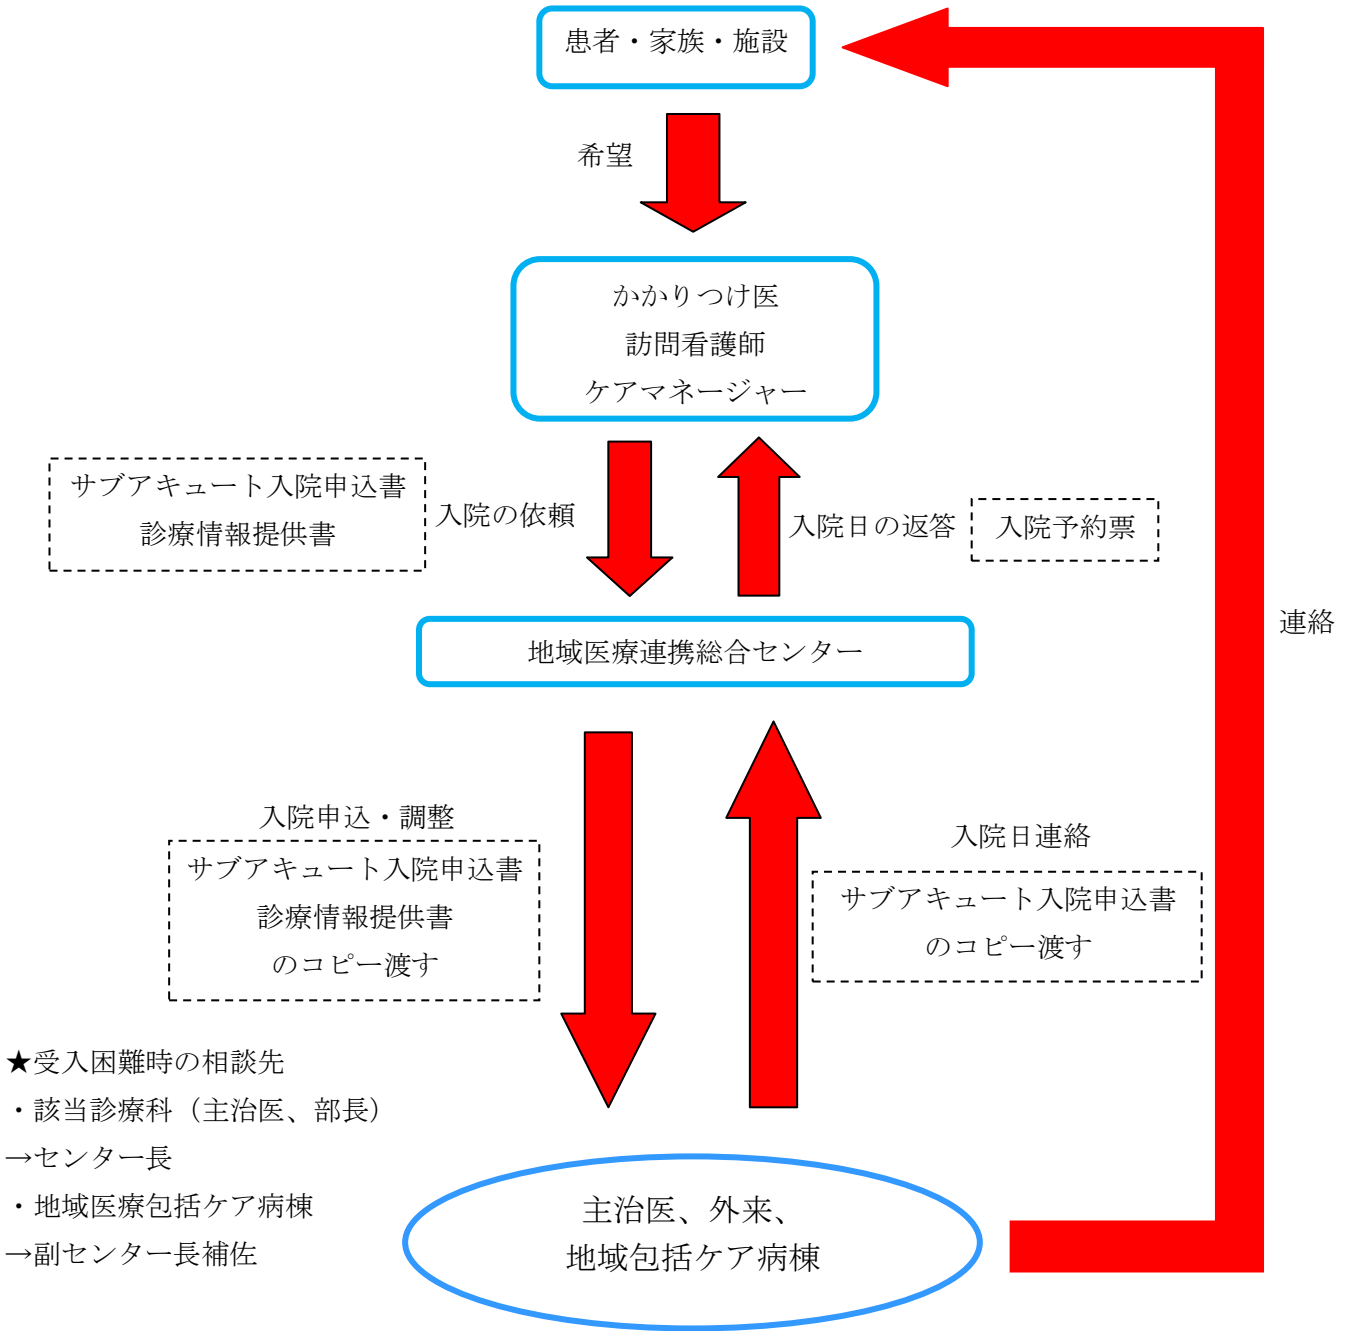 患者・家族・施設
希望
かかりつけ医
訪問看護師
ケアマネージャー
サブアキュート入院申込書
診療情報提供書
入院の依頼
入院日の返答
入院予約票
連絡
地域医療連携総合センター
入院申込・調整
サブアキュート入院申込書
診療情報提供書
のコピー渡す
入院日連絡
サブアキュート入院申込書
のコピー渡す
★受入困難時の相談先
・該当診療科（主治医、部長）
→センター長
・地域医療包括ケア病棟
→副センター長補佐
主治医、外来、
地域包括ケア病棟